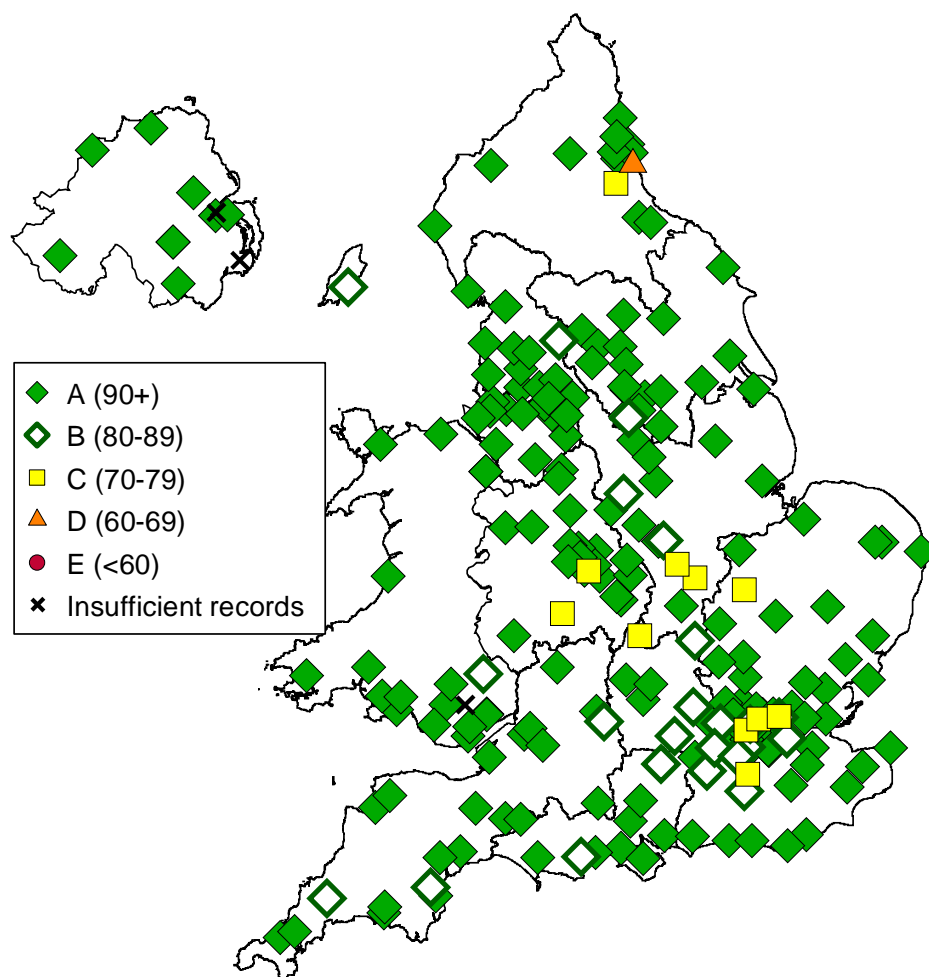 A (90+)
B (80-89)
C (70-79)
D (60-69)
E (<60)
Insufficient records